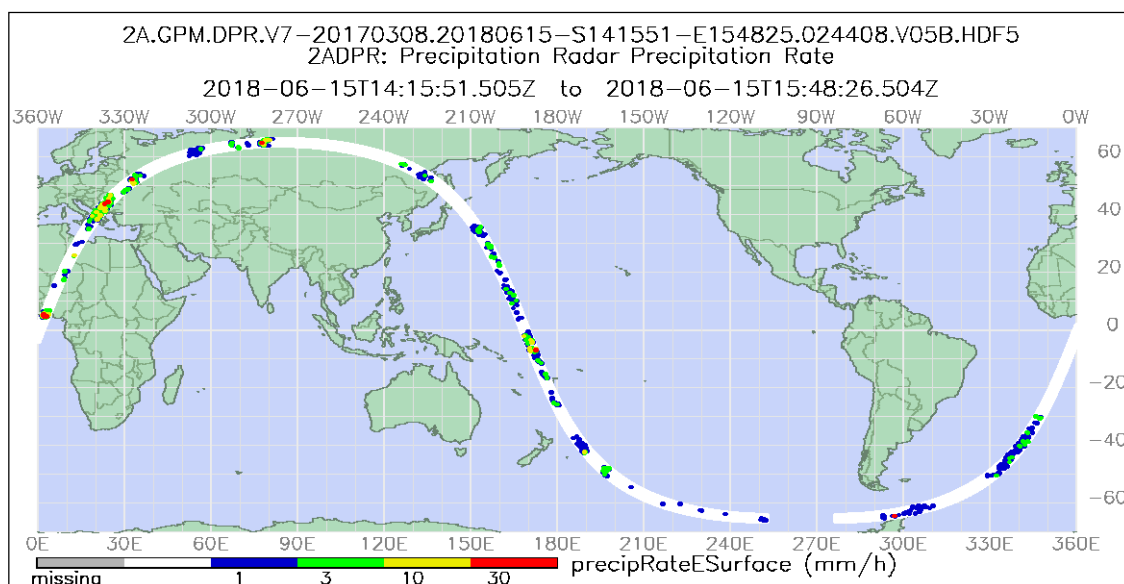 2A.GPM.DPR.V7-20170308.20180615-S141551-E154825.024408.V05B.HDF5
2ADPR: Precipitation Radar Precipitation Rate
2018-06-15T14:15:51.505Z to 2018-06-15T15:48:26.504Z
360W 330W 300W 270W 240W 210W 180W 150W 120W 90W 60W 30W 0W
60
40
20
0
-20
-40
-60
0E 30E 60E 90E 120E 150E 180E 210E 240E 270E 300E 330E 360E
missing 1 3 10 30 precipRateESurface (mm/h)